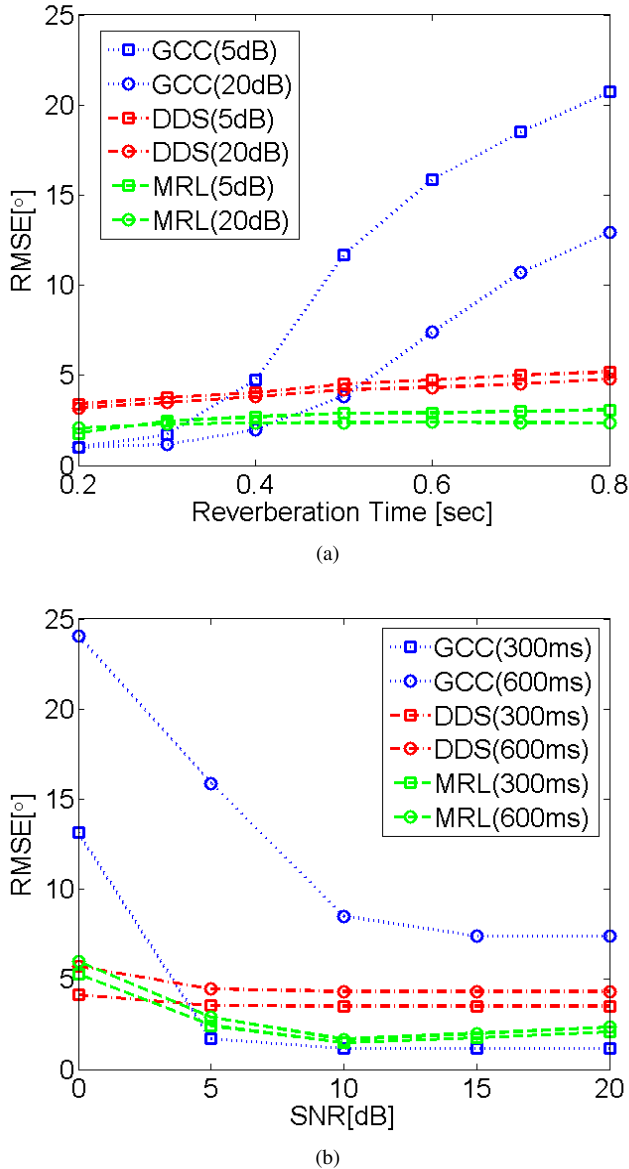 25
20
15
10
5
0
RMSE[°]
GCC(5dB)
GCC(20dB)
DDS(5dB)
DDS(20dB)
MRL(5dB)
MRL(20dB)
0.2 0.4 0.6 0.8
Reverberation Time [sec]
(a)
25
20
15
10
5
0
RMSE[°]
GCC(300ms)
GCC(600ms)
DDS(300ms)
DDS(600ms)
MRL(300ms)
MRL(600ms)
0 5 10 15 20
SNR[dB]
(b)